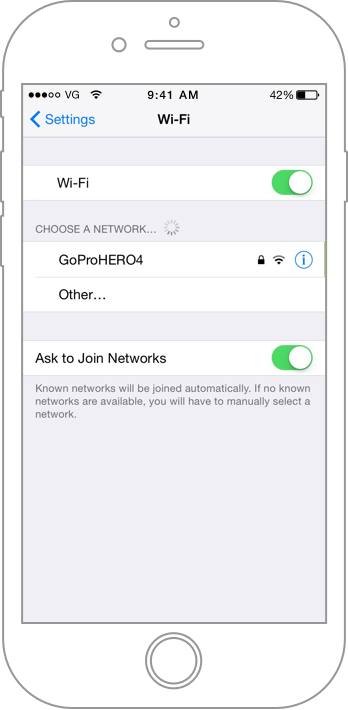 VG 9:41 AM 42%
Settings Wi-Fi
Wi-Fi
CHOOSE A NETWORK...
GoProHERO4
Other...
Ask to Join Networks
Known networks will be joined automatically. If no known
networks are available, you will have to manually select a
network.